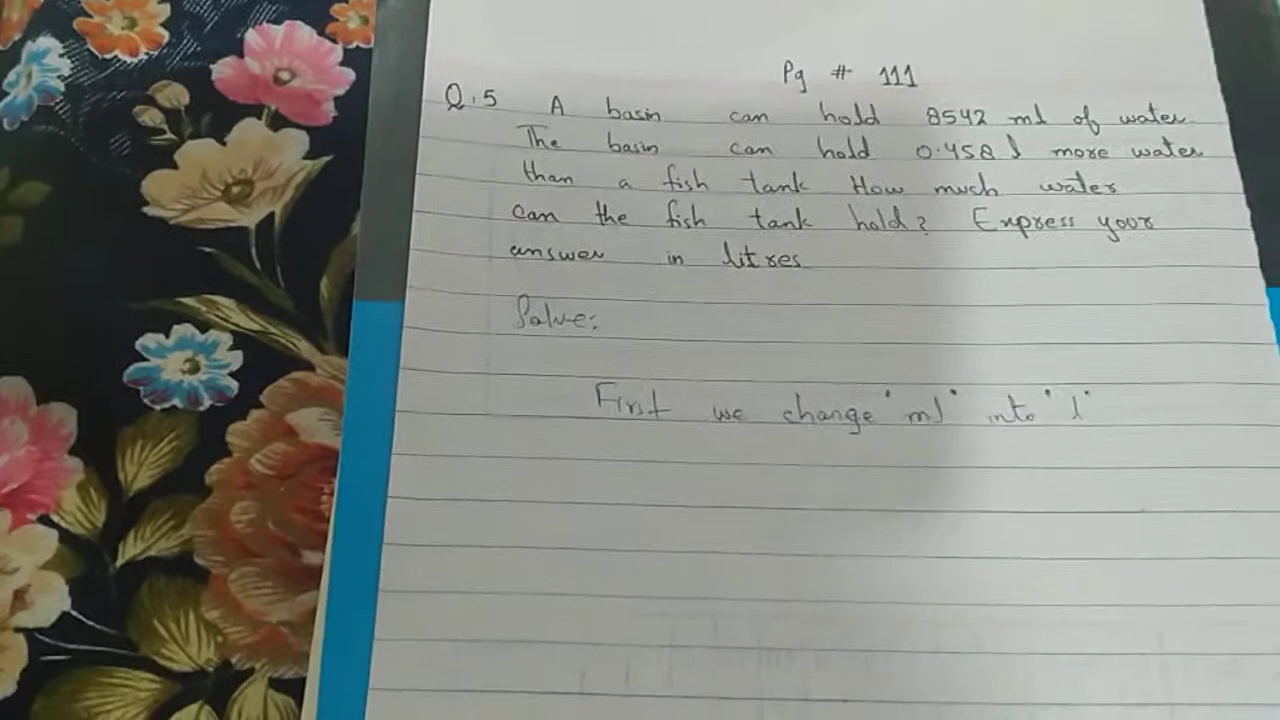 Pg # 111
Q.5 A basin can hold 8542 ml of water.
The basin can hold 0.458 l more water
than a fish tank How much water
can the fish tank hold? Express your
answer in litres
Solve:
First we change "ml" into "l"